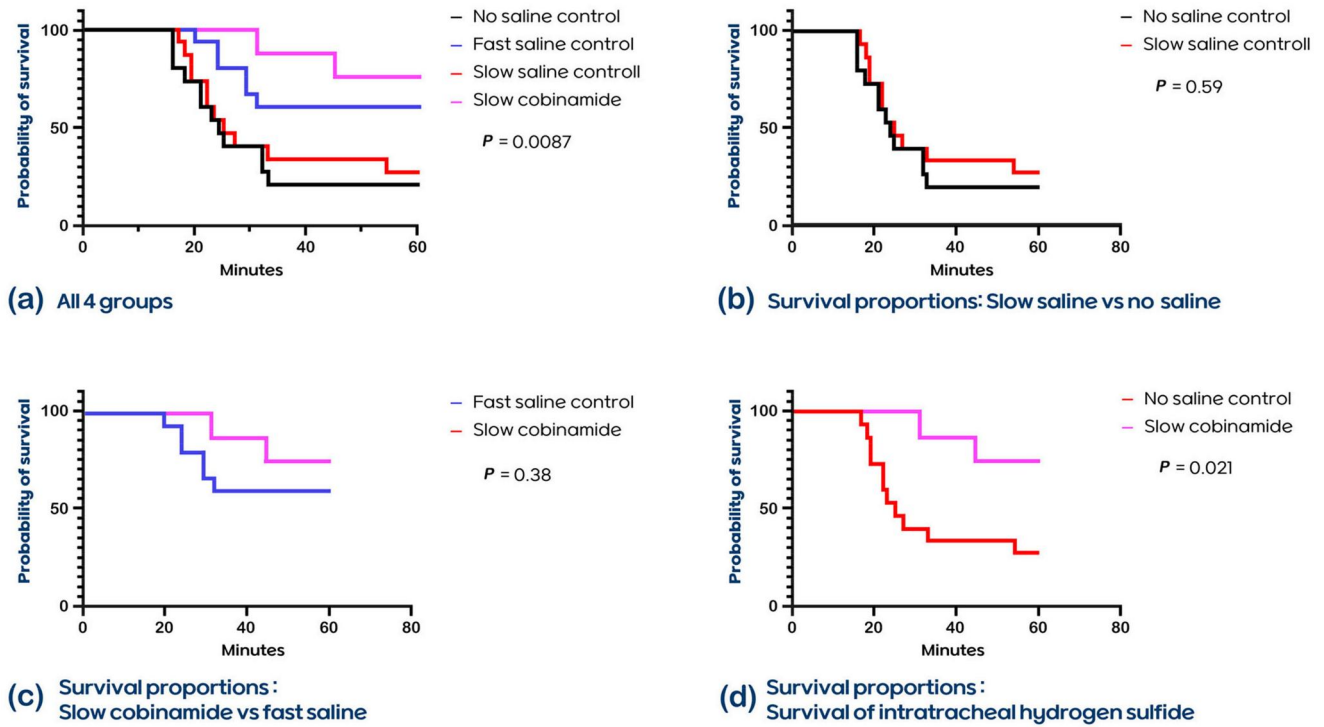 Probability of survival
100
50
0
0
20
40
60
Minutes
No saline control
Fast saline control
Slow saline controll
Slow cobinamide
P = 0.0087
(a) All 4 groups
Probability of survival
100
50
0
0
20
40
60
80
Minutes
No saline control
Slow saline controll
P = 0.59
(b) Survival proportions: Slow saline vs no saline
Probability of survival
100
50
0
0
20
40
60
80
Minutes
Fast saline control
Slow cobinamide
P = 0.38
(c) Survival proportions :
Slow cobinamide vs fast saline
Probability of survival
100
50
0
0
20
40
60
80
Minutes
No saline control
Slow cobinamide
P = 0.021
(d) Survival proportions :
Survival of intratracheal hydrogen sulfide